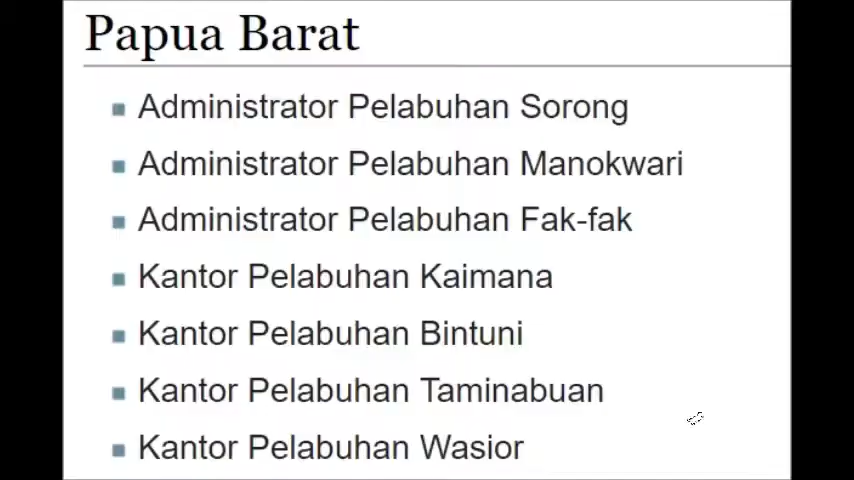 Papua Barat
Administrator Pelabuhan Sorong
Administrator Pelabuhan Manokwari
Administrator Pelabuhan Fak-fak
Kantor Pelabuhan Kaimana
Kantor Pelabuhan Bintuni
Kantor Pelabuhan Taminabuan
Kantor Pelabuhan Wasior